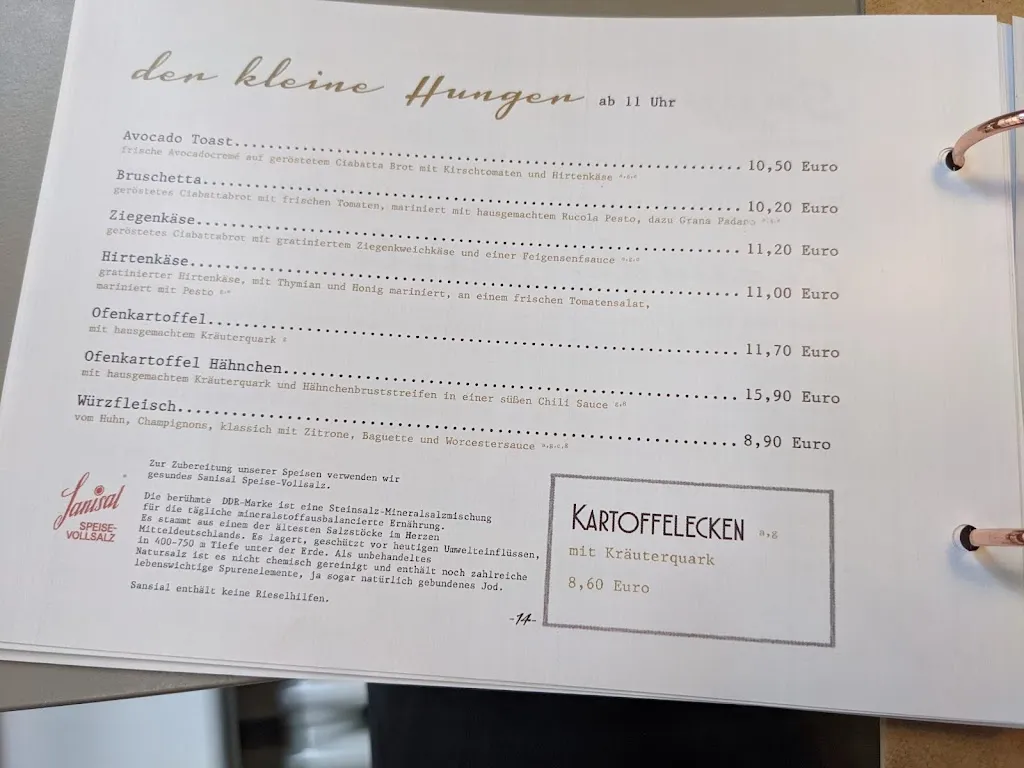 der kleine Hunger ab 11 Uhr
Avocado Toast........................................ 10,50 Euro
frische Avocadocremé auf geröstetem Ciabatta Brot mit Kirschtomaten und Hirtenkäse
Bruschetta........................................ 10,20 Euro
geröstetes Ciabattabrot mit frischen Tomaten, mariniert mit hausgemachtem Rucola Pesto, dazu Grana Padano
Ziegenkäse........................................ 11,20 Euro
geröstetes Ciabattabrot mit gratiniertem Ziegenkweichkäse und einer Feigensenfsauce
Hirtenkäse........................................ 11,00 Euro
gratinierter Hirtenkäse, mit Thymian und Honig mariniert, an einem frischen Tomatensalat,
mariniert mit Pesto
Ofenkartoffel........................................ 11,70 Euro
mit hausgemachtem Kräuterquark g
Ofenkartoffel Hähnchen........................................ 15,90 Euro
mit hausgemachtem Kräuterquark und Hähnchenbruststreifen in einer süßen Chili Sauce
Würzfleisch........................................ 8,90 Euro
vom Huhn, Champignons, klassich mit Zitrone, Baguette und Worcestersauce
Sanisal
SPEISE-
VOLLSALZ
Zur Zubereitung unserer Speisen verwenden wir
gesundes Sanisal Speise-Vollsalz.
Die berühmte DDR-Marke ist eine Steinsalz-Mineralsalzmischung
für die tägliche mineralstoffausbalancierte Ernährung.
Es stammt aus einem der ältesten Salzstöcke im Herzen
Mitteldeutschlands. Es lagert, geschützt vor heutigen Umwelteinflüssen,
in 400-750 m Tiefe unter der Erde. Als unbehandeltes
Natursalz ist es nicht chemisch gereinigt und enthält noch zahlreiche
lebenswichtige Spurenelemente, ja sogar natürlich gebundenes Jod.
Sansial enthält keine Rieselhilfen.
KARTOFFELECKEN a,g
mit Kräuterquark
8,60 Euro
-14-